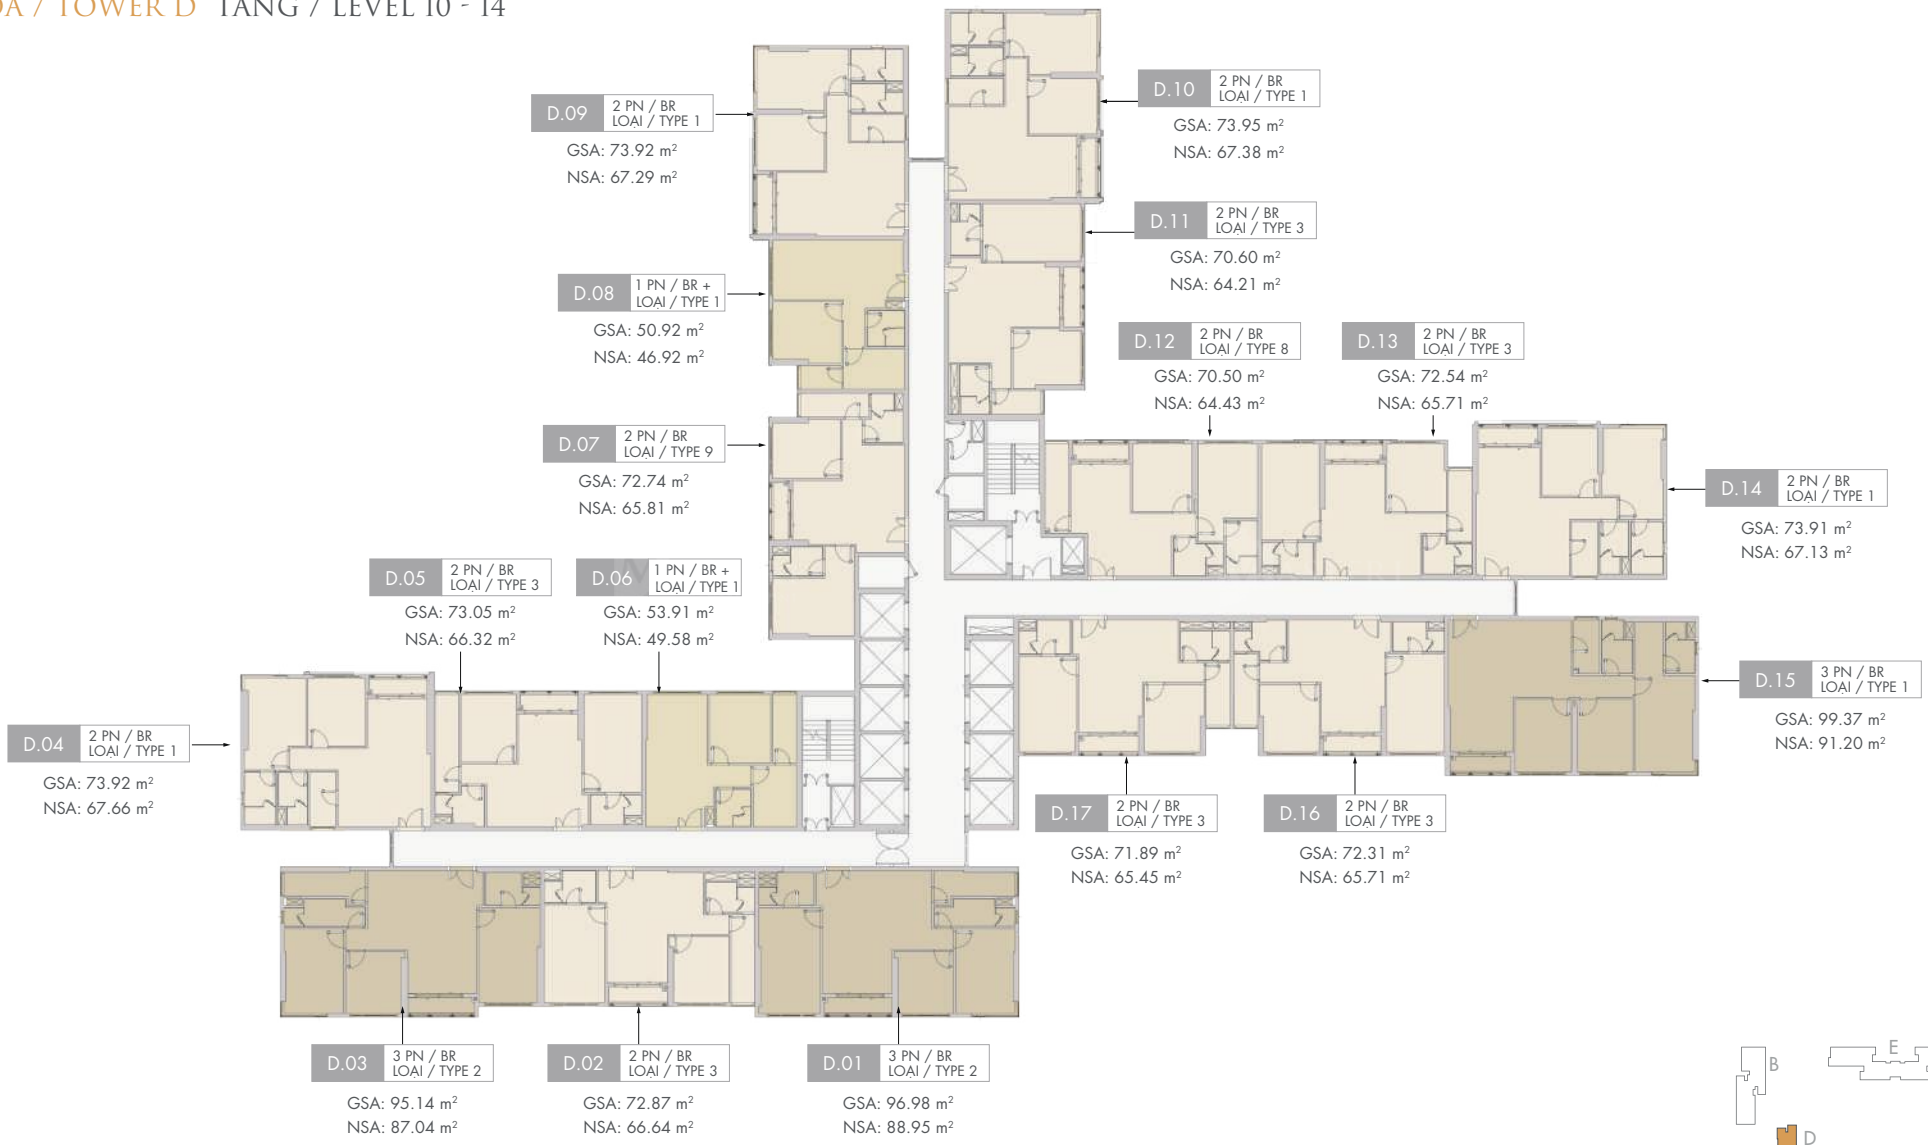 TOWER D TẦNG / LEVEL 10 - 14
D.09
2 PN / BR
LOẠI / TYPE 1
GSA: 73.92 m²
NSA: 67.29 m²
D.10
2 PN / BR
LOẠI / TYPE 1
GSA: 73.95 m²
NSA: 67.38 m²
D.11
2 PN / BR
LOẠI / TYPE 3
GSA: 70.60 m²
NSA: 64.21 m²
D.08
1 PN / BR +
LOẠI / TYPE 1
GSA: 50.92 m²
NSA: 46.92 m²
D.12
2 PN / BR
LOẠI / TYPE 8
GSA: 70.50 m²
NSA: 64.43 m²
D.13
2 PN / BR
LOẠI / TYPE 3
GSA: 72.54 m²
NSA: 65.71 m²
D.07
2 PN / BR
LOẠI / TYPE 9
GSA: 72.74 m²
NSA: 65.81 m²
D.14
2 PN / BR
LOẠI / TYPE 1
GSA: 73.91 m²
NSA: 67.13 m²
D.05
2 PN / BR
LOẠI / TYPE 3
GSA: 73.05 m²
NSA: 66.32 m²
D.06
1 PN / BR +
LOẠI / TYPE 1
GSA: 53.91 m²
NSA: 49.58 m²
D.15
3 PN / BR
LOẠI / TYPE 1
GSA: 99.37 m²
NSA: 91.20 m²
D.04
2 PN / BR
LOẠI / TYPE 1
GSA: 73.92 m²
NSA: 67.66 m²
D.17
2 PN / BR
LOẠI / TYPE 3
GSA: 71.89 m²
NSA: 65.45 m²
D.16
2 PN / BR
LOẠI / TYPE 3
GSA: 72.31 m²
NSA: 65.71 m²
D.03
3 PN / BR
LOẠI / TYPE 2
GSA: 95.14 m²
NSA: 87.04 m²
D.02
2 PN / BR
LOẠI / TYPE 3
GSA: 72.87 m²
NSA: 66.64 m²
D.01
3 PN / BR
LOẠI / TYPE 2
GSA: 96.98 m²
NSA: 88.95 m²
B
E
D